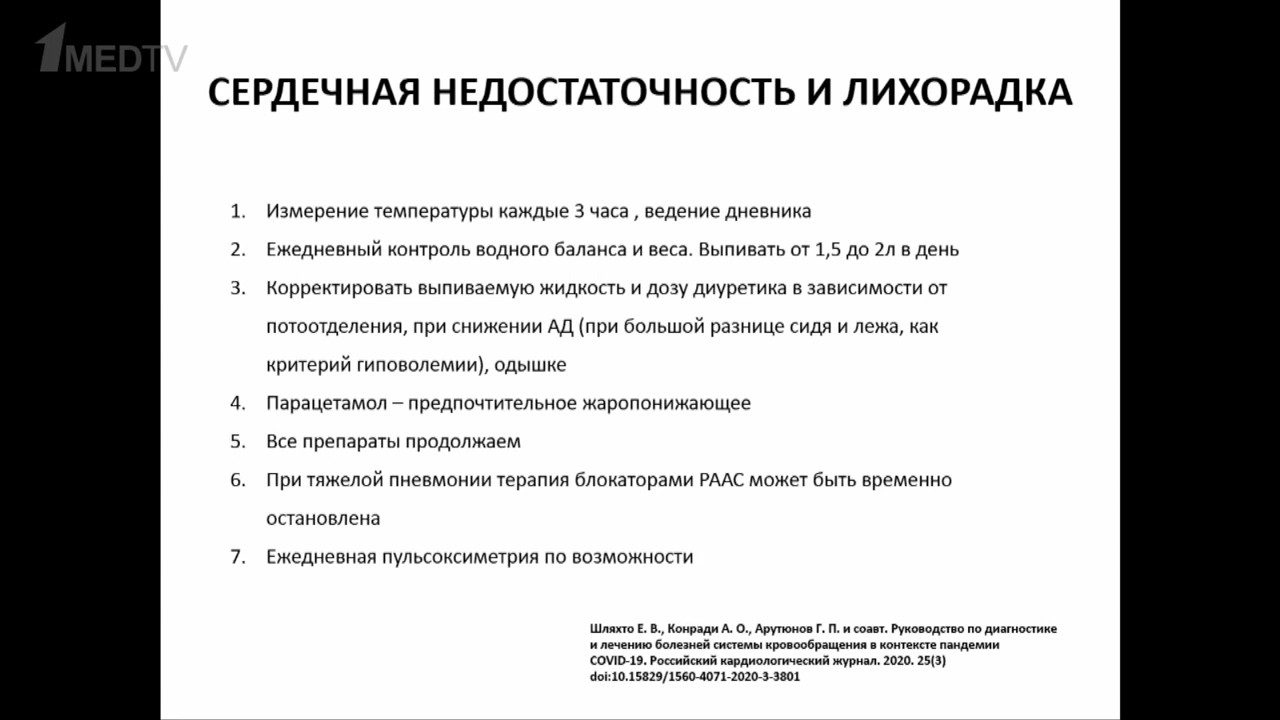 1MEDTV
СЕРДЕЧНАЯ НЕДОСТАТОЧНОСТЬ И ЛИХОРАДКА
1. Измерение температуры каждые 3 часа , ведение дневника
2. Ежедневный контроль водного баланса и веса. Выпивать от 1,5 до 2л в день
3. Корректировать выпиваемую жидкость и дозу диуретика в зависимости от
потоотделения, при снижении АД (при большой разнице сидя и лежа, как
критерий гиповолемии), одышке
4. Парацетамол – предпочтительное жаропонижающее
5. Все препараты продолжаем
6. При тяжелой пневмонии терапия блокаторами РААС может быть временно
остановлена
7. Ежедневная пульсоксиметрия по возможности
Шляхто Е. В., Конради А. О., Арутюнов Г. П. и соавт. Руководство по диагностике
и лечению болезней системы кровообращения в контексте пандемии
COVID-19. Российский кардиологический журнал. 2020. 25(3)
doi:10.15829/1560-4071-2020-3-3801